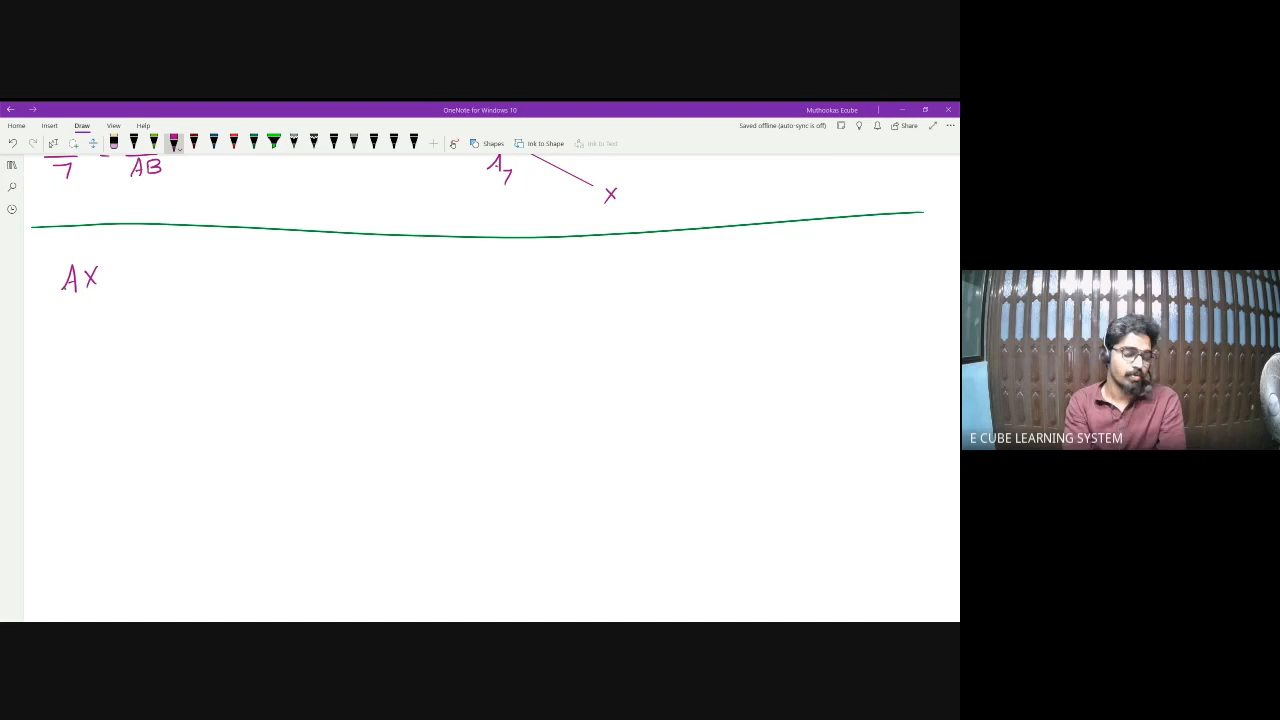 OneNote for Windows 10
Muthookas Ecube
Home Insert Draw View Help
Saved offline (auto-sync is off)
Share
Shapes
Ink to Shape
Ink to Text
7 = AB
A7
X
AX
E CUBE LEARNING SYSTEM